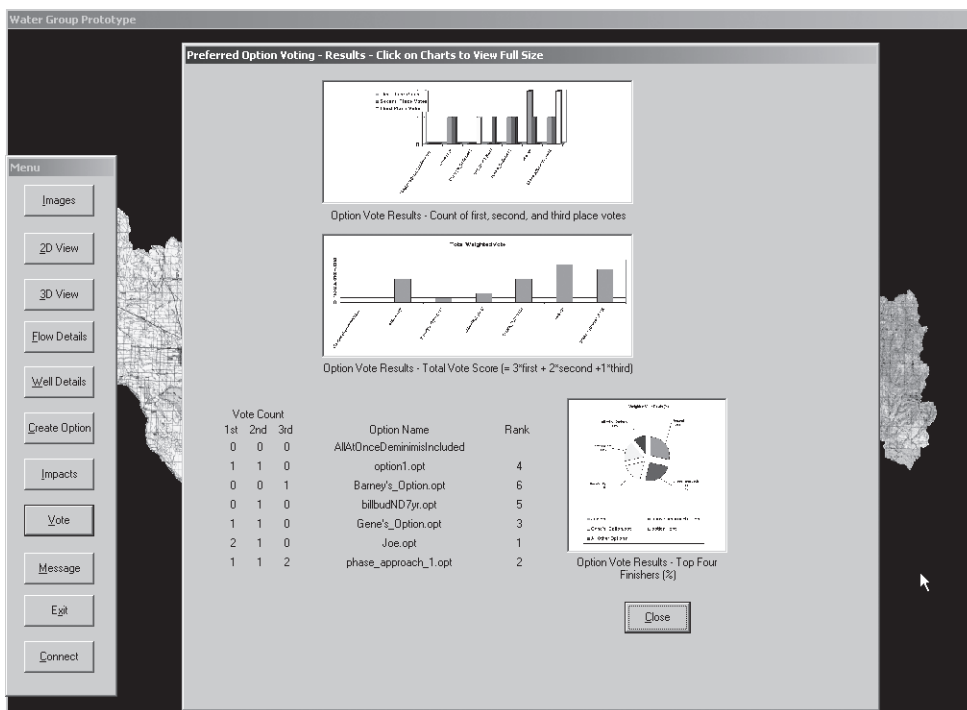 Water Group Prototype
Preferred Option Voting - Results - Click on Charts to View Full Size
Option Vote Results - Count of first, second, and third place votes
Total Weighted Vote
Option Vote Results - Total Vote Score (= 3*first + 2*second +1*third)
Menu
Images
2D View
3D View
Flow Details
Well Details
Create Option
Impacts
Vote
Message
Exit
Connect
Vote Count
1st 2nd 3rd Option Name Rank
0 0 0 AllAtOnceDeminimisIncluded
1 1 0 option1.opt 4
0 0 1 Barney's_Option.opt 6
0 1 0 billbudND7yr.opt 5
1 1 0 Gene's_Option.opt 3
2 1 0 Joe.opt 1
1 1 2 phase_approach_1.opt 2
Option Vote Results - Top Four
Finishers (%)
Close